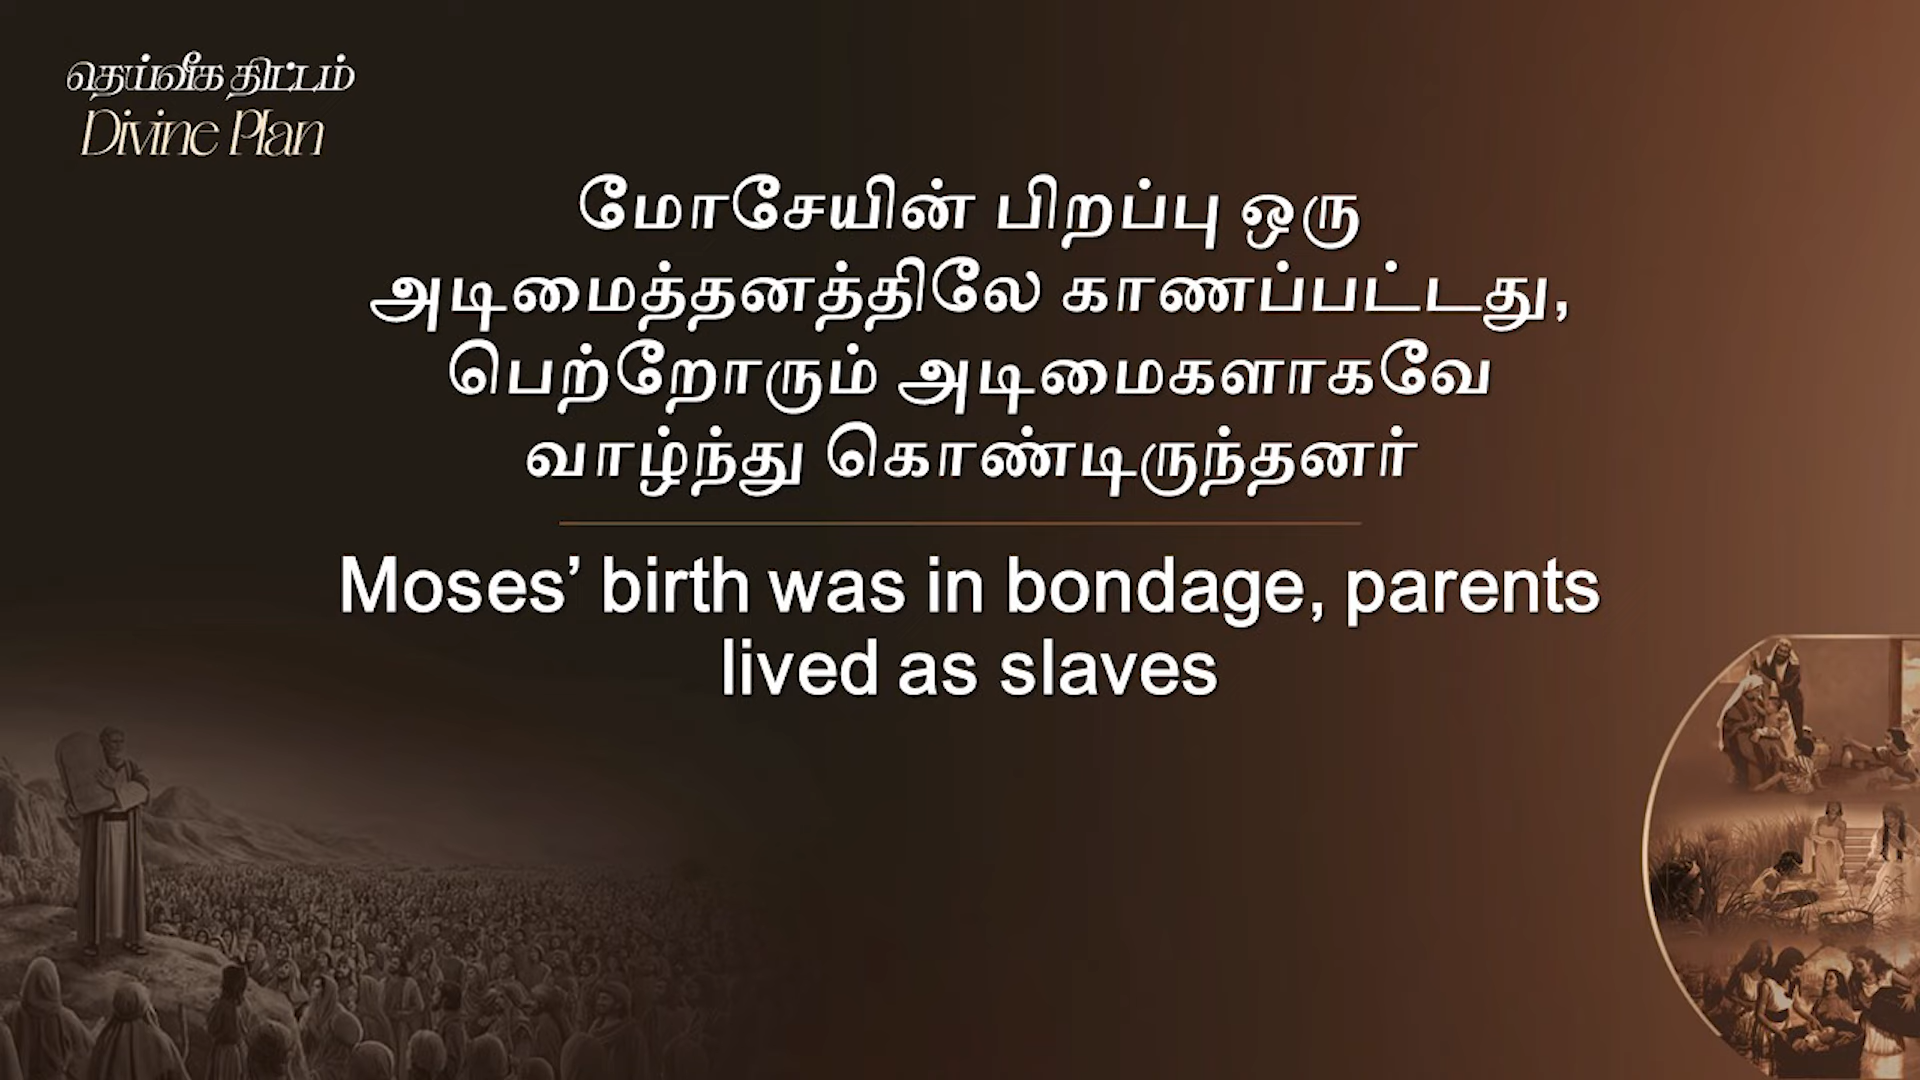 தெய்வீக திட்டம்
Divine Plan
மோசேயின் பிறப்பு ஒரு
அடிமைத்தனத்திலே காணப்பட்டது,
பெற்றோரும் அடிமைகளாகவே
வாழ்ந்து கொண்டிருந்தனர்
Moses’ birth was in bondage, parents
lived as slaves